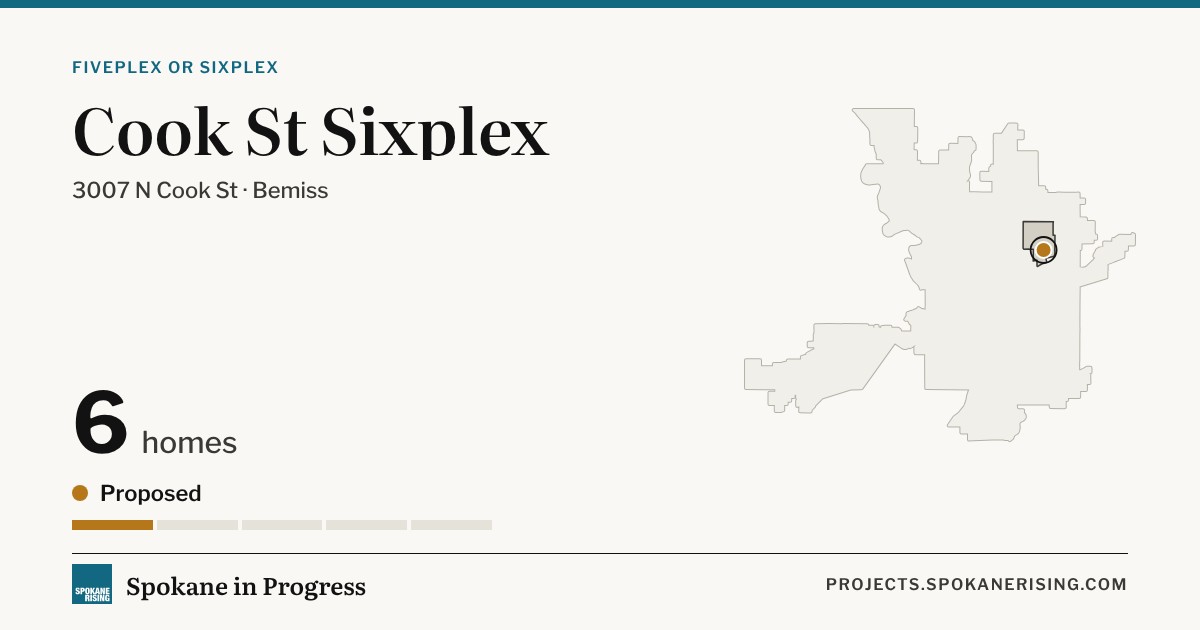 FIVEPLEX OR SIXPLEX
Cook St Sixplex
3007 N Cook St · Bemiss
6 homes
Proposed
SPOKANE
RISING
Spokane in Progress
PROJECTS.SPOKANERISING.COM